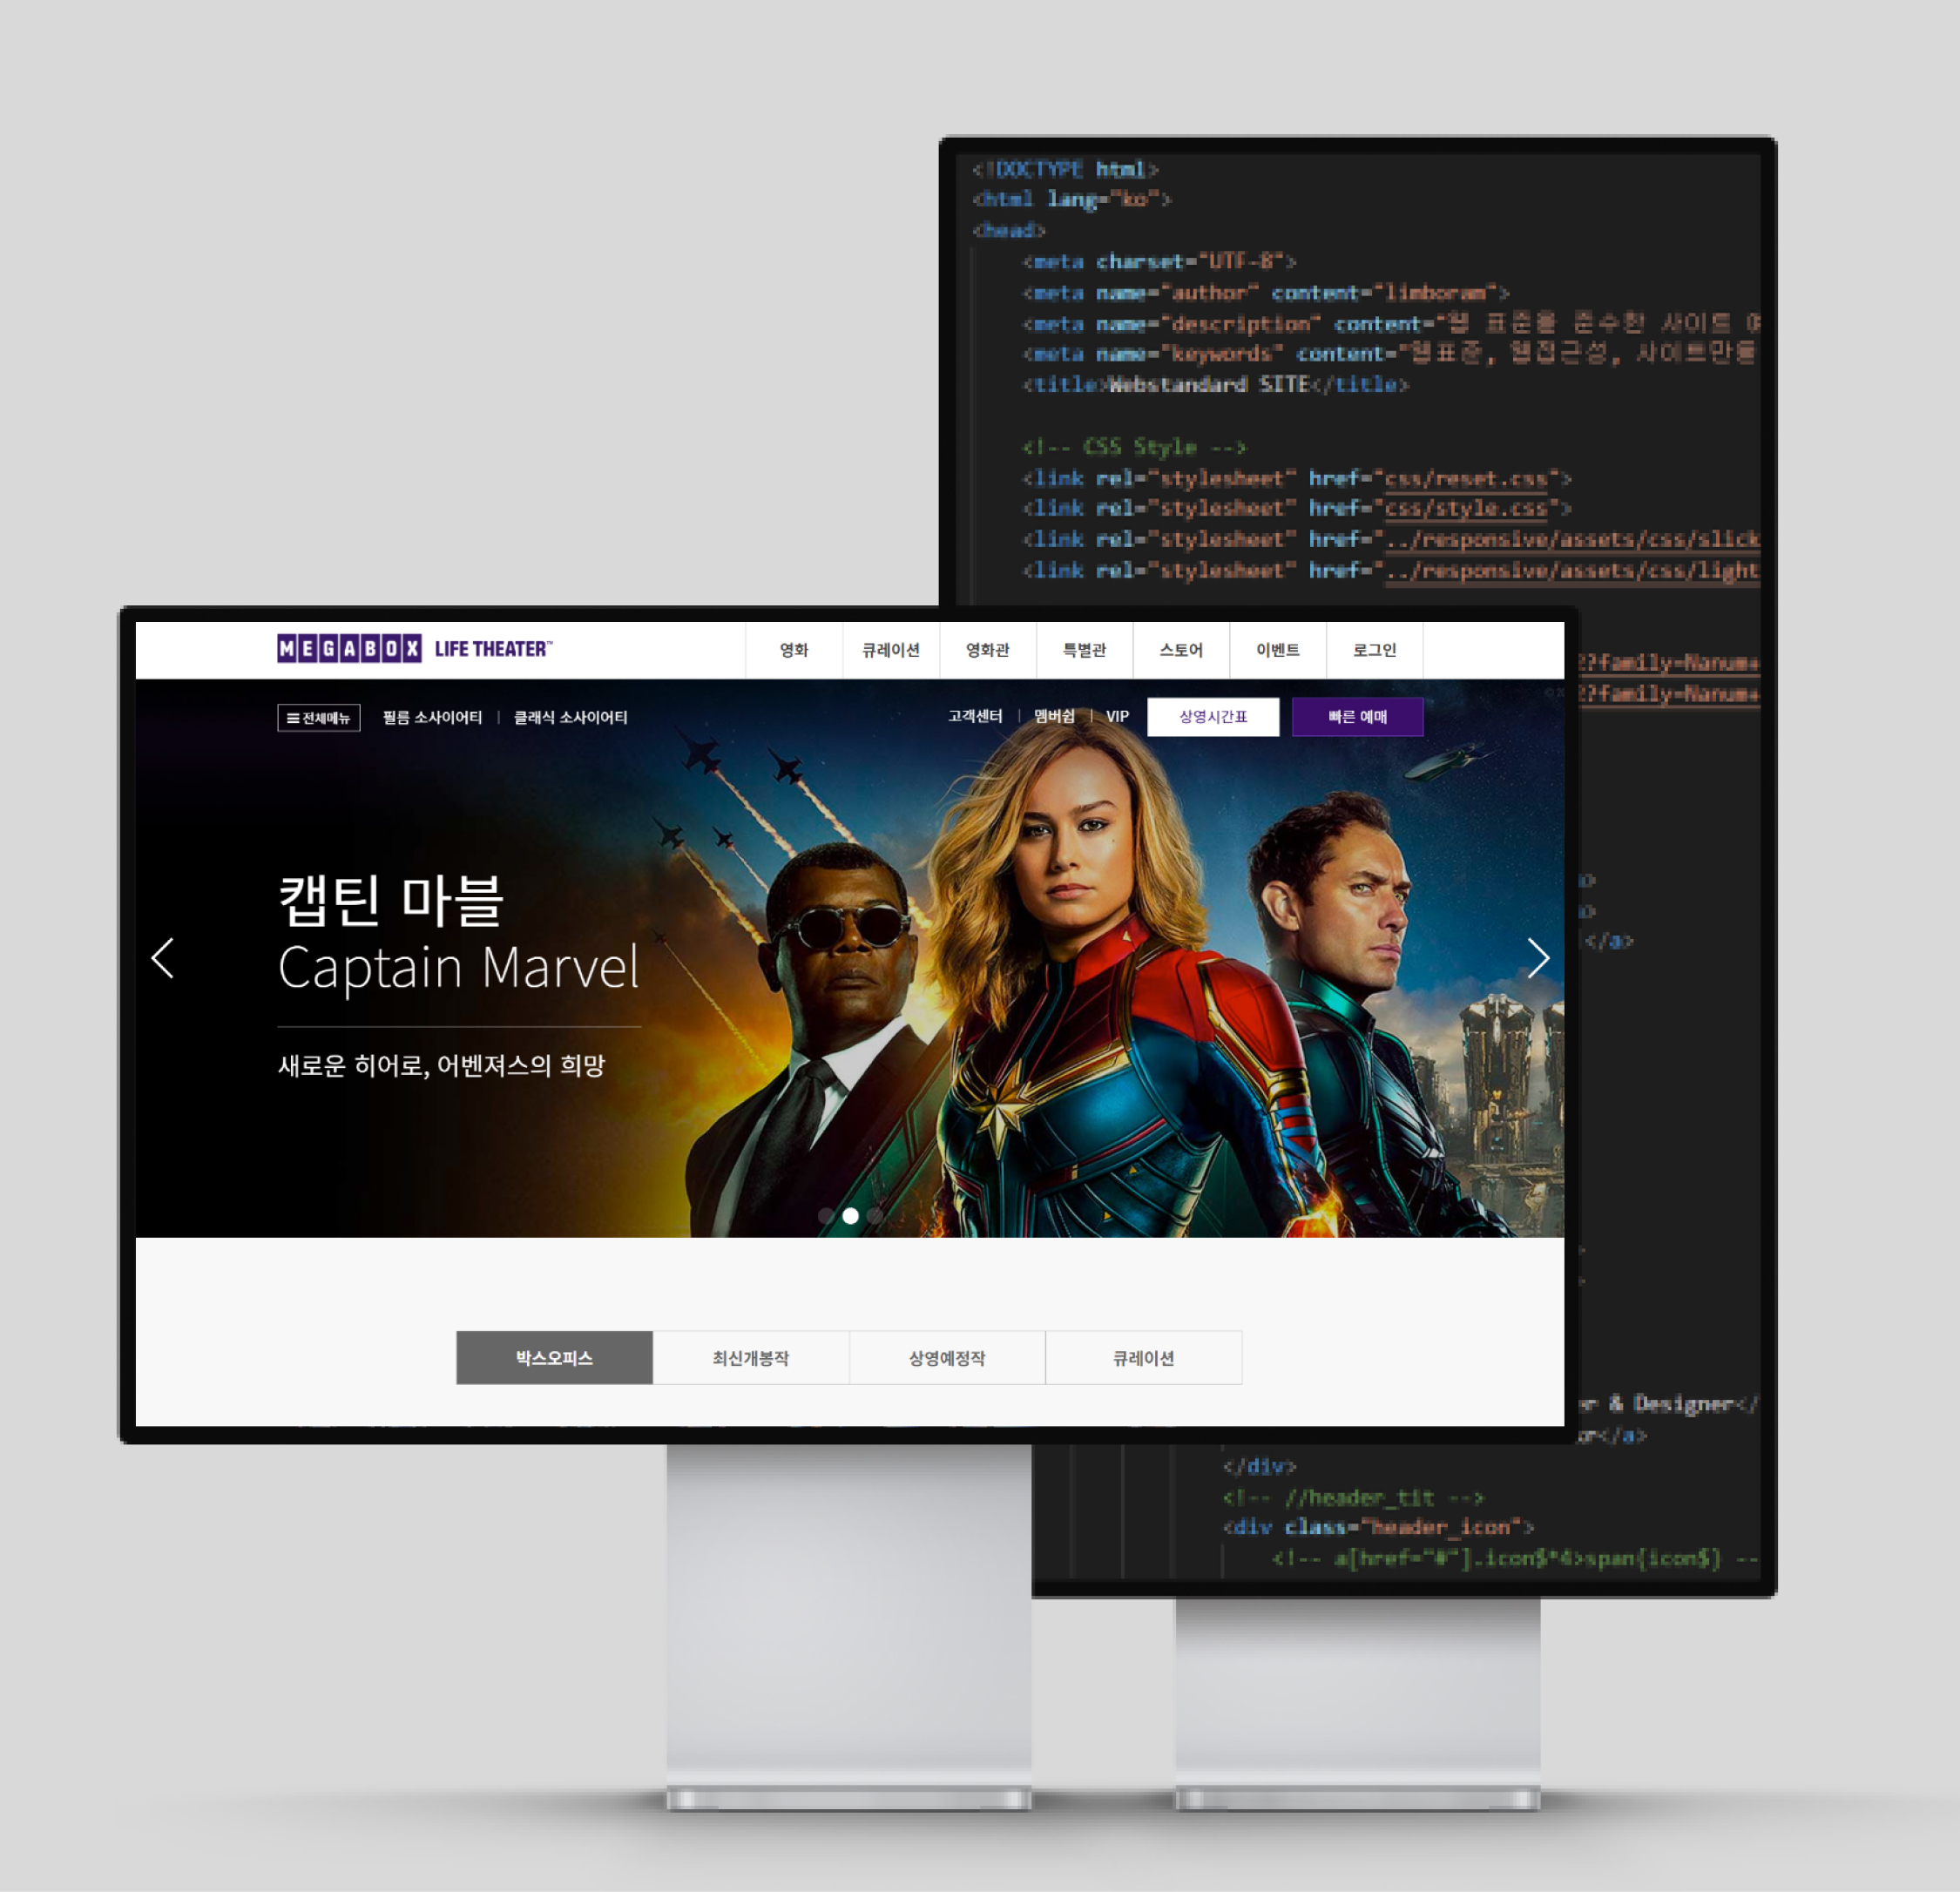 <!DOCTYPE html>
<html lang="ko">
<head>
<meta charset="UTF-8">
<meta name="author" content="limboram">
<meta name="description" content="웹 표준을 준수한 사이트
<meta name="keywords" content="웹표준, 웹접근성, 사이트만들
<title>Webstandard SITE</title>
<!-- CSS Style -->
<link rel="stylesheet" href="css/reset.css">
<link rel="stylesheet" href="css/style.css">
<link rel="stylesheet" href="../responsive/assets/css/slick
<link rel="stylesheet" href="../responsive/assets/css/light
MEGABOX LIFE THEATER™ 영화 큐레이션 영화관 특별관 스토어 이벤트 로그인
?family=Nanum+
?family=Nanum+
전체메뉴 필름 소사이어티 | 클래식 소사이어티 고객센터 | 멤버쉽 | VIP 상영시간표 빠른 예매
캡틴 마블
Captain Marvel
새로운 히어로, 어벤져스의 희망
a>
a>
</a>
박스오피스 최신개봉작 상영예정작 큐레이션
& Designer</
</a>
</div>
<!-- //header_tit -->
<div class="header_icon">
<!-- a[href="#"].icon$*4>span{icon$} --